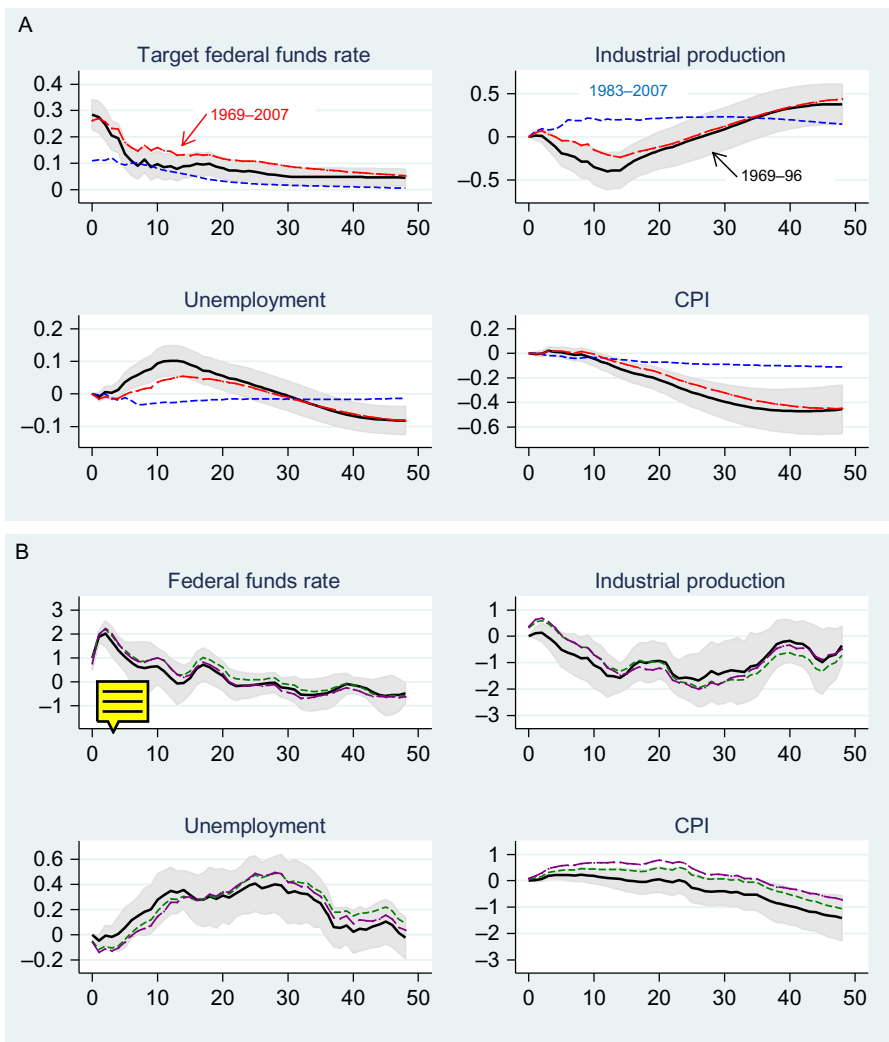 A
Target federal funds rate
0.4
0.3
0.2
0.1
0
1969–2007
0 10 20 30 40 50
Industrial production
0.5
0
–0.5
1983–2007
1969–96
0 10 20 30 40 50
Unemployment
0.2
0.1
0
–0.1
0 10 20 30 40 50
CPI
0.2
0
–0.2
–0.4
–0.6
0 10 20 30 40 50
B
Federal funds rate
3
2
1
0
–1
0 10 20 30 40 50
Industrial production
1
0
–1
–2
–3
0 10 20 30 40 50
Unemployment
0.6
0.4
0.2
0
–0.2
0 10 20 30 40 50
CPI
1
0
–1
–2
–3
0 10 20 30 40 50